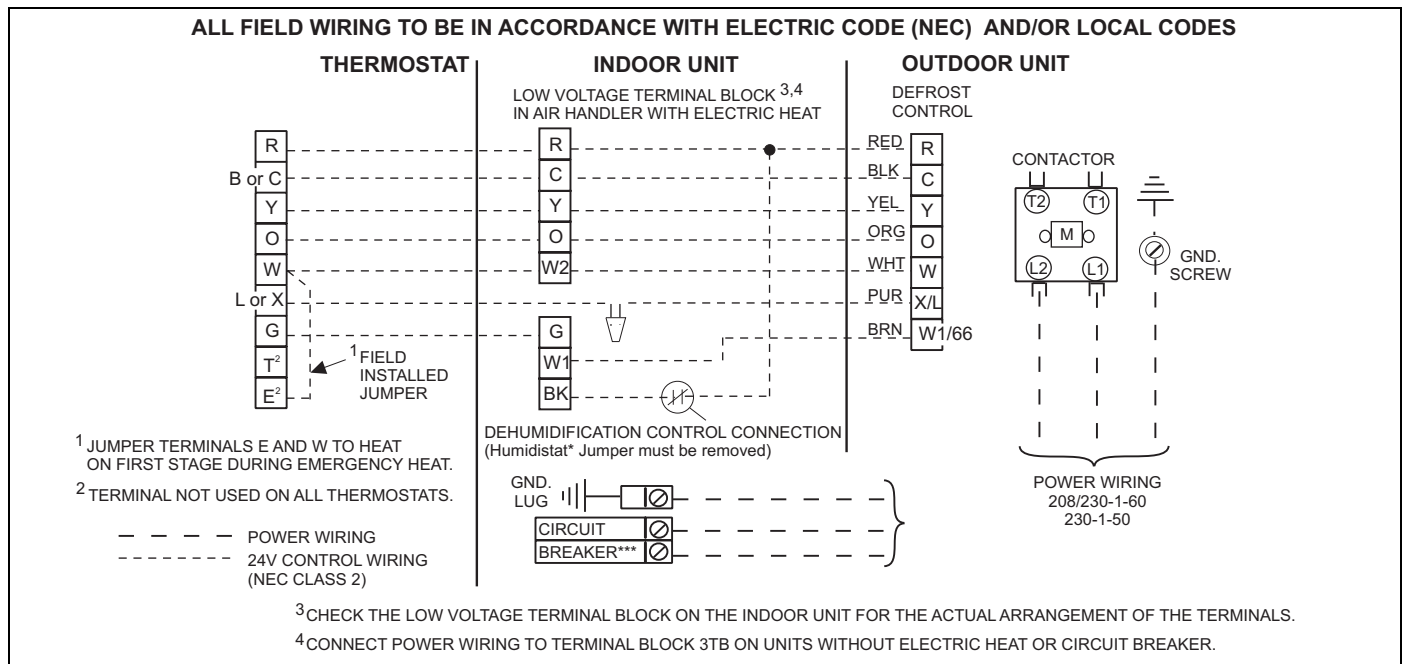 ALL FIELD WIRING TO BE IN ACCORDANCE WITH ELECTRIC CODE (NEC) AND/OR LOCAL CODES
THERMOSTAT
INDOOR UNIT
OUTDOOR UNIT
LOW VOLTAGE TERMINAL BLOCK 3,4
IN AIR HANDLER WITH ELECTRIC HEAT
DEFROST
CONTROL
R
B or C
Y
O
W
L or X
G
T2
E2
1 FIELD
INSTALLED
JUMPER
R
C
Y
O
W2
G
W1
BK
RED
BLK
YEL
ORG
WHT
PUR
BRN
R
C
Y
O
W
X/L
W1/66
CONTACTOR
T2
T1
M
L2
L1
GND.
SCREW
DEHUMIDIFICATION CONTROL CONNECTION
(Humidistat* Jumper must be removed)
1 JUMPER TERMINALS E AND W TO HEAT
ON FIRST STAGE DURING EMERGENCY HEAT.
2 TERMINAL NOT USED ON ALL THERMOSTATS.
POWER WIRING
24V CONTROL WIRING
(NEC CLASS 2)
GND.
LUG
CIRCUIT
BREAKER***
POWER WIRING
208/230-1-60
230-1-50
3 CHECK THE LOW VOLTAGE TERMINAL BLOCK ON THE INDOOR UNIT FOR THE ACTUAL ARRANGEMENT OF THE TERMINALS.
4 CONNECT POWER WIRING TO TERMINAL BLOCK 3TB ON UNITS WITHOUT ELECTRIC HEAT OR CIRCUIT BREAKER.